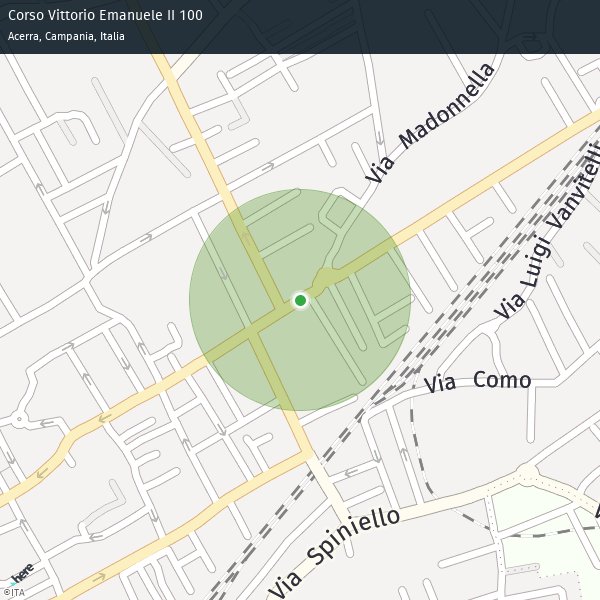 Corso Vittorio Emanuele II 100
Acerra, Campania, Italia
Via Madonnella
Via Luigi Vanvitelli
Via Como
Via Spiniello
here
©ITA